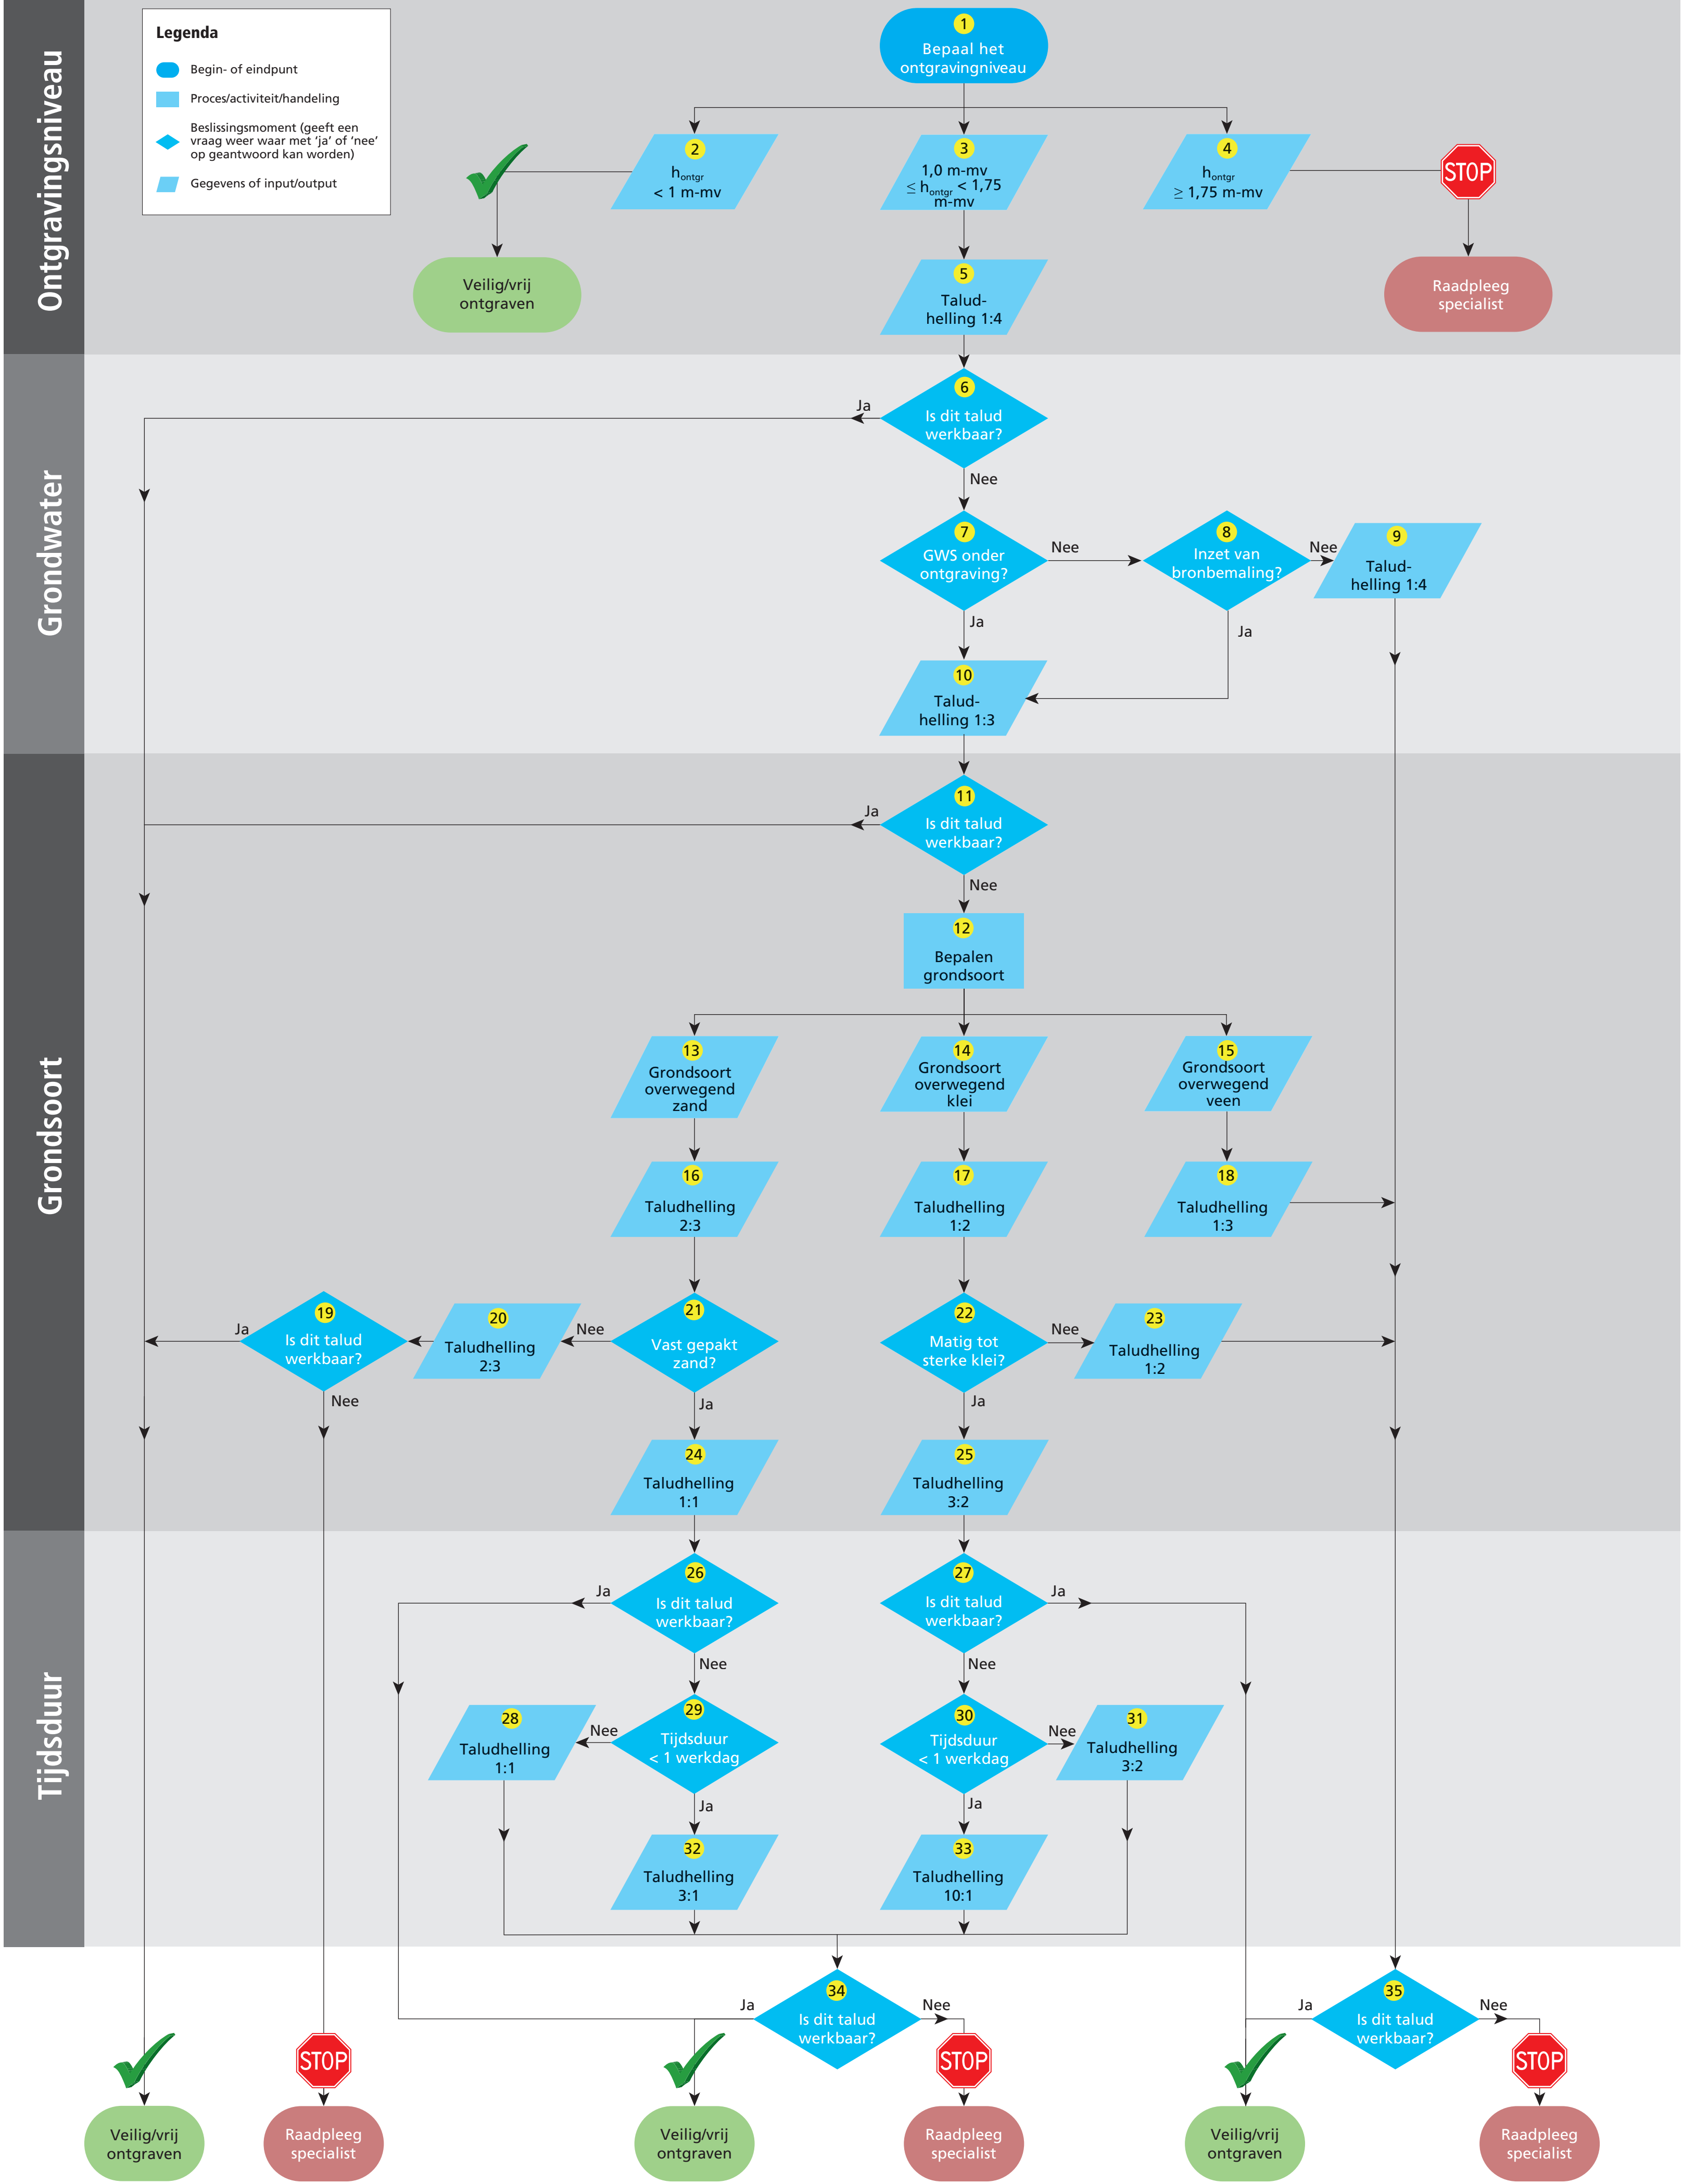 Ontgravingsniveau
Legenda
Begin- of eindpunt
Proces/activiteit/handeling
Beslissingsmoment (geeft een
vraag weer waar met ‘ja’ of ‘nee’
op geantwoord kan worden)
Gegevens of input/output
1
Bepaal het
ontgravingniveau
2
hontgr
< 1 m-mv
3
1,0 m-mv
≤ hontgr < 1,75
m-mv
4
hontgr
≥ 1,75 m-mv
STOP
Veilig/vrij
ontgraven
5
Talud-
helling 1:4
Raadpleeg
specialist
Grondwater
6
Is dit talud
werkbaar?
Ja
Nee
7
GWS onder
ontgraving?
Nee
8
Inzet van
bronbemaling?
Nee
9
Talud-
helling 1:4
Ja
Ja
10
Talud-
helling 1:3
Grondsoort
11
Is dit talud
werkbaar?
Ja
Nee
12
Bepalen
grondsoort
13
Grondsoort
overwegend
zand
14
Grondsoort
overwegend
klei
15
Grondsoort
overwegend
veen
16
Taludhelling
2:3
17
Taludhelling
1:2
18
Taludhelling
1:3
19
Is dit talud
werkbaar?
Ja
Nee
20
Taludhelling
2:3
Nee
21
Vast gepakt
zand?
Ja
22
Matig tot
sterke klei?
Nee
Ja
23
Taludhelling
1:2
24
Taludhelling
1:1
25
Taludhelling
3:2
Tijdsduur
26
Is dit talud
werkbaar?
Ja
Nee
27
Is dit talud
werkbaar?
Ja
Nee
28
Taludhelling
1:1
Nee
29
Tijdsduur
< 1 werkdag
Ja
30
Tijdsduur
< 1 werkdag
Nee
Ja
31
Taludhelling
3:2
32
Taludhelling
3:1
33
Taludhelling
10:1
34
Is dit talud
werkbaar?
Ja
Nee
35
Is dit talud
werkbaar?
Ja
Nee
STOP
STOP
STOP
Veilig/vrij
ontgraven
Raadpleeg
specialist
Veilig/vrij
ontgraven
Raadpleeg
specialist
Veilig/vrij
ontgraven
Raadpleeg
specialist